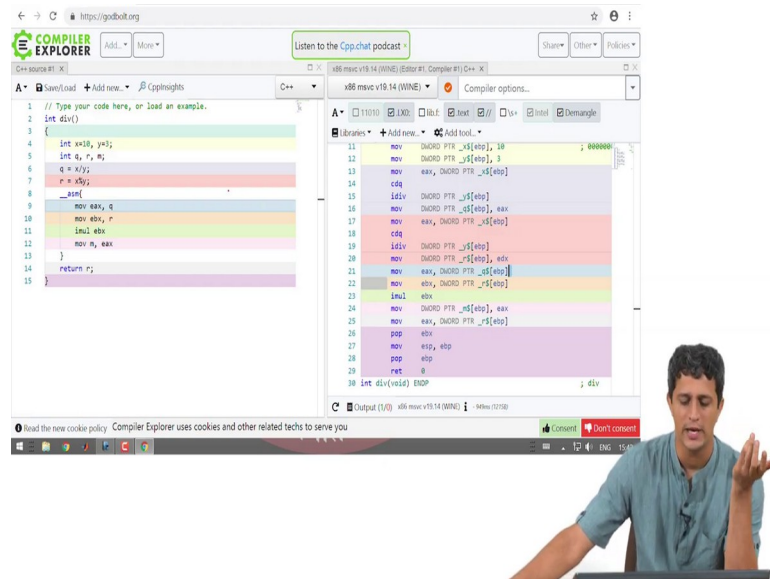 https://godbolt.org
COMPILER EXPLORER Add... More Listen to the Cpp.chat podcast × Share Other Policies
C++ source #1 X x86 msvc v19.14 (WINE) (Editor #1, Compiler #1) C++ X
A Save/Load + Add new... CppInsights C++ x86 msvc v19.14 (WINE) Compiler options...
A 11010 .LX0: lib.f: .text // \s+ Intel Demangle
Libraries + Add new... Add tool...
1 // Type your code here, or load an example.
2 int div()
3 {
4 int x=10, y=3;
5 int q, r, m;
6 q = x/y;
7 r = x%y;
8 __asm{
9 mov eax, q
10 mov ebx, r
11 imul ebx
12 mov m, eax
13 }
14 return r;
15 }
11 mov DWORD PTR _x$[ebp], 10
12 mov DWORD PTR _y$[ebp], 3
13 mov eax, DWORD PTR _x$[ebp]
14 cdq
15 idiv DWORD PTR _y$[ebp]
16 mov DWORD PTR _q$[ebp], eax
17 mov eax, DWORD PTR _x$[ebp]
18 cdq
19 idiv DWORD PTR _y$[ebp]
20 mov DWORD PTR _r$[ebp], edx
21 mov eax, DWORD PTR _q$[ebp]
22 mov ebx, DWORD PTR _r$[ebp]
23 imul ebx
24 mov DWORD PTR _m$[ebp], eax
25 mov eax, DWORD PTR _r$[ebp]
26 pop ebx
27 mov esp, ebp
28 pop ebp
29 ret 0
30 int div(void) ENDP ; div
Output (1/0) x86 msvc v19.14 (WINE) i
Read the new cookie policy Compiler Explorer uses cookies and other related techs to serve you Consent Don't consent
ENG